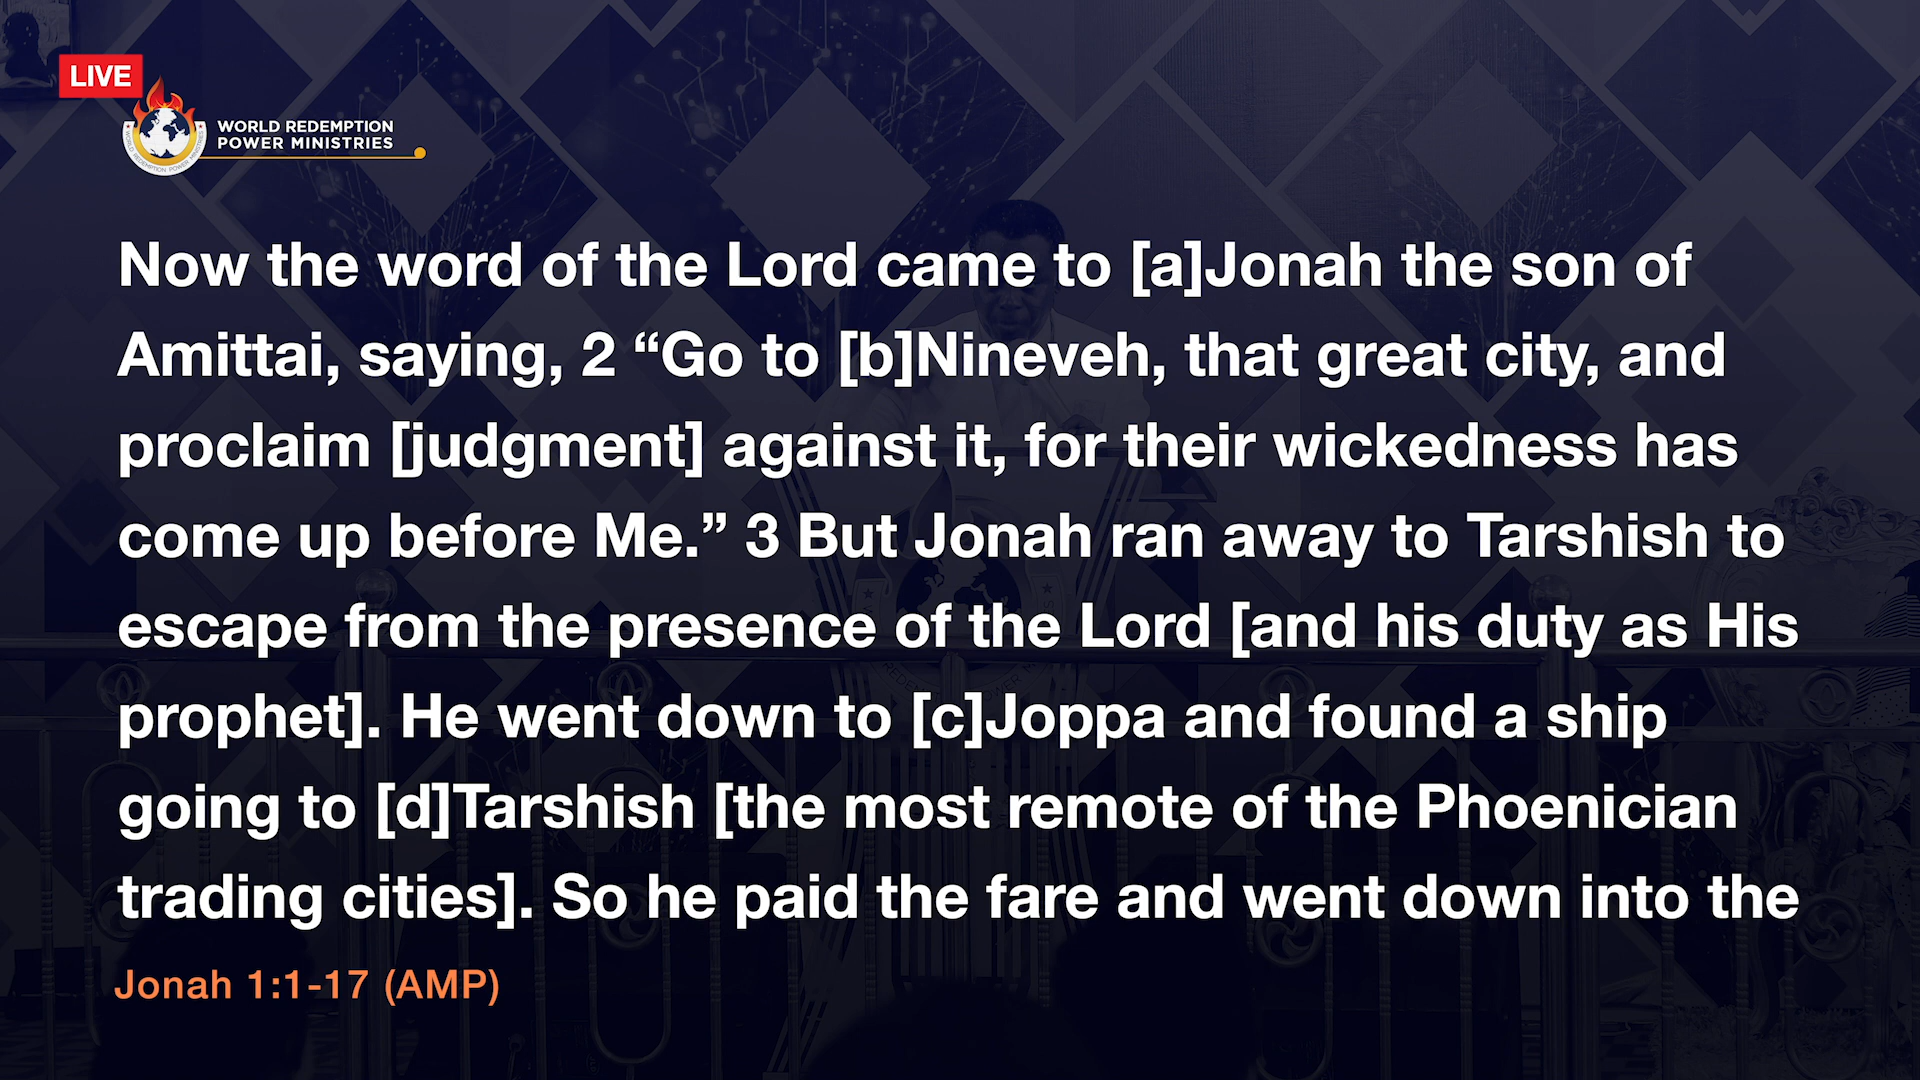 LIVE
WORLD REDEMPTION
POWER MINISTRIES
WORLD REDEMPTION POWER MINISTRIES
Now the word of the Lord came to [a]Jonah the son of
Amittai, saying, 2 “Go to [b]Nineveh, that great city, and
proclaim [judgment] against it, for their wickedness has
come up before Me.” 3 But Jonah ran away to Tarshish to
escape from the presence of the Lord [and his duty as His
prophet]. He went down to [c]Joppa and found a ship
going to [d]Tarshish [the most remote of the Phoenician
trading cities]. So he paid the fare and went down into the
Jonah 1:1-17 (AMP)